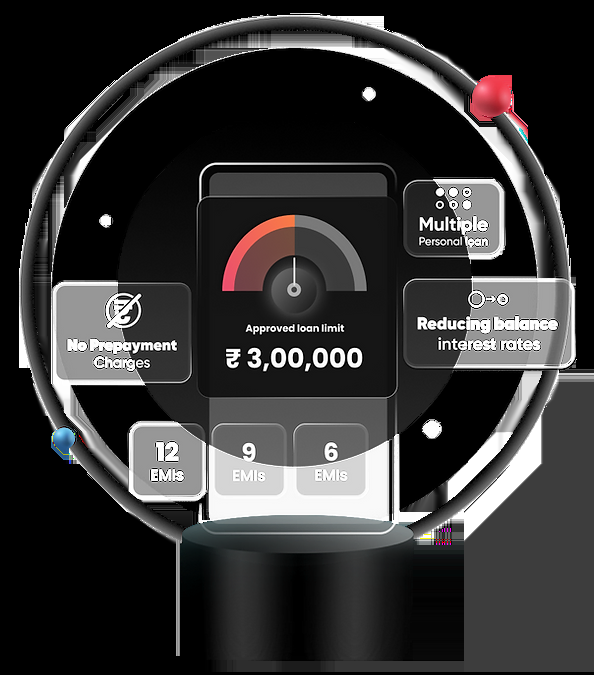 Multiple
Personal loan
Approved loan limit
₹ 3,00,000
No Prepayment
Charges
Reducing balance
interest rates
12
EMIs
9
EMIs
6
EMIs